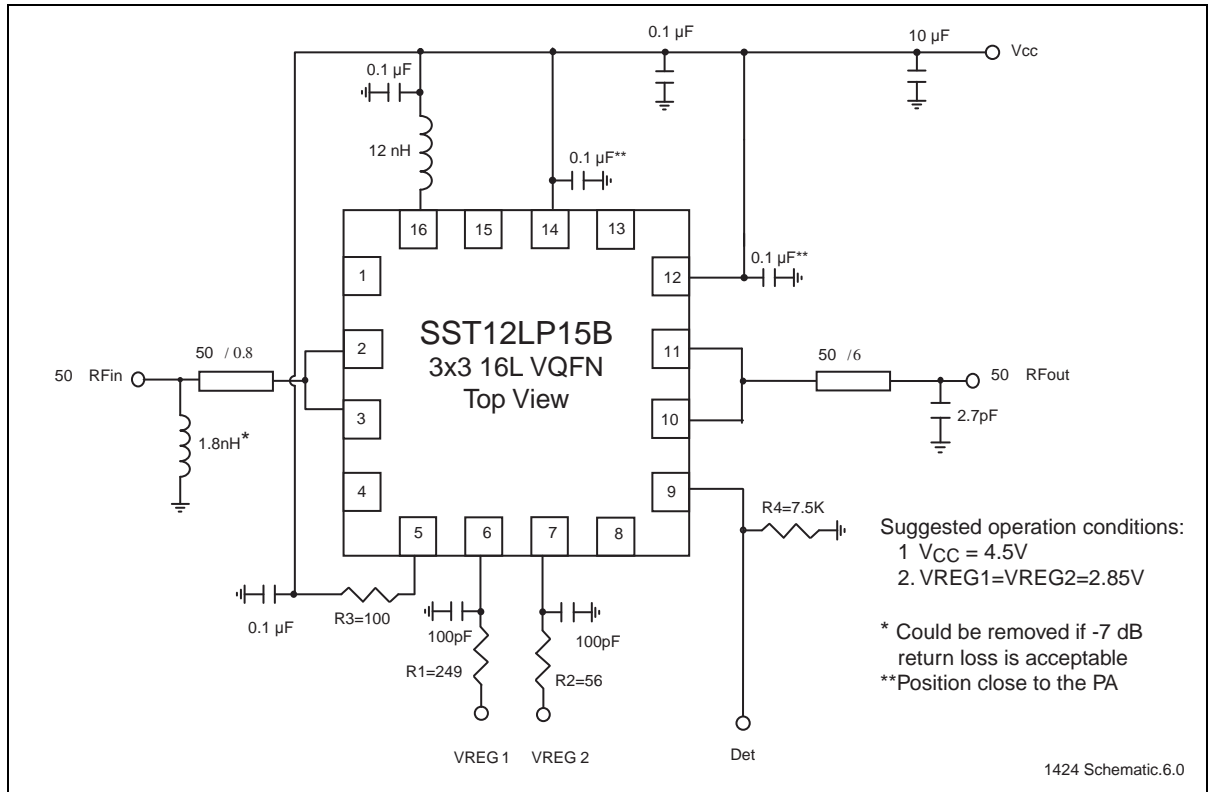 0.1 µF
10 µF
Vcc
0.1 µF
12 nH
0.1 µF**
16
15
14
13
1
12
0.1 µF**
SST12LP15B
3x3 16L VQFN
Top View
2
11
50 / 0.8
50 /6
50 RFin
50 RFout
3
10
2.7pF
1.8nH*
4
9
R4=7.5K
5
6
7
8
Suggested operation conditions:
1 VCC = 4.5V
2. VREG1=VREG2=2.85V
0.1 µF
R3=100
100pF
100pF
* Could be removed if -7 dB
return loss is acceptable
**Position close to the PA
R1=249
R2=56
VREG 1
VREG 2
Det
1424 Schematic.6.0